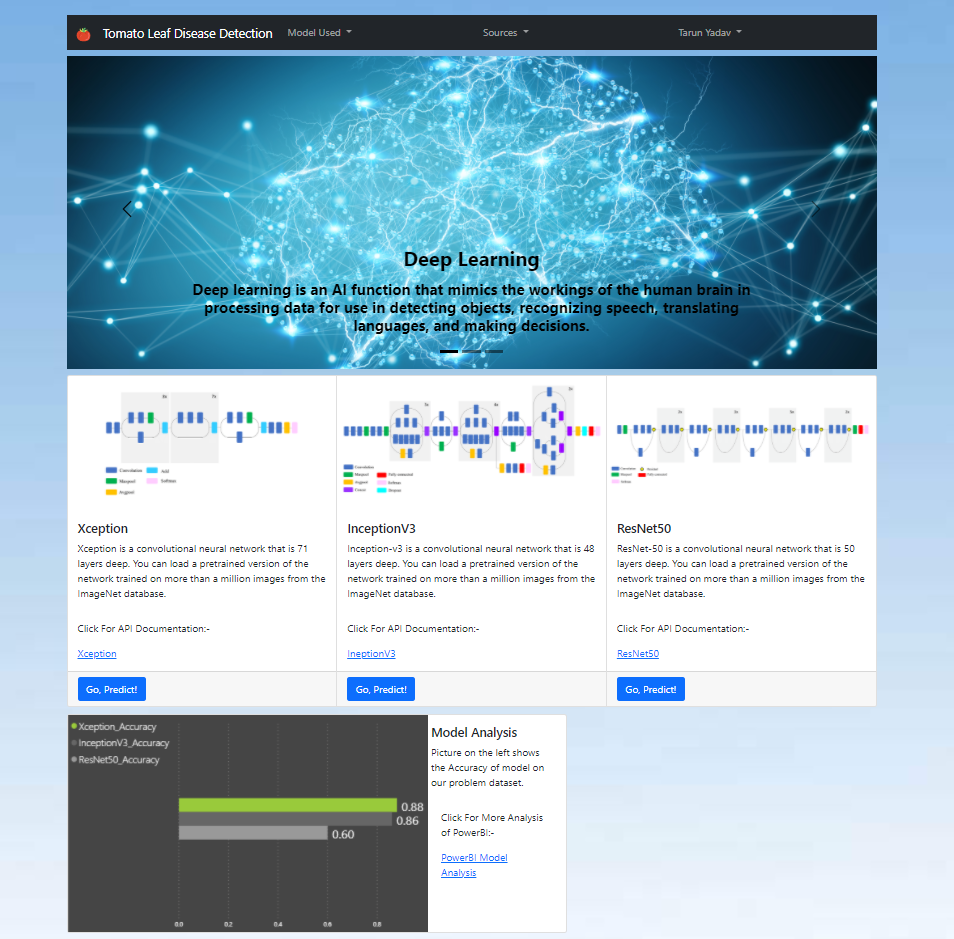 Tomato Leaf Disease Detection
Model Used
Sources
Tarun Yadav
Deep Learning
Deep learning is an AI function that mimics the workings of the human brain in
processing data for use in detecting objects, recognizing speech, translating
languages, and making decisions.
Convolution
Add
Maxpool
Softmax
Avgpool
Xception
Xception is a convolutional neural network that is 71
layers deep. You can load a pretrained version of the
network trained on more than a million images from the
ImageNet database.
Click For API Documentation:-
Xception
Go, Predict!
InceptionV3
Inception-v3 is a convolutional neural network that is 48
layers deep. You can load a pretrained version of the
network trained on more than a million images from the
ImageNet database.
Click For API Documentation:-
IneptionV3
Go, Predict!
ResNet50
ResNet-50 is a convolutional neural network that is 50
layers deep. You can load a pretrained version of the
network trained on more than a million images from the
ImageNet database.
Click For API Documentation:-
ResNet50
Go, Predict!
Xception_Accuracy
InceptionV3_Accuracy
ResNet50_Accuracy
0.88
0.86
0.60
0.0 0.2 0.4 0.6 0.8
Model Analysis
Picture on the left shows
the Accuracy of model on
our problem dataset.
Click For More Analysis
of PowerBI:-
PowerBI Model
Analysis